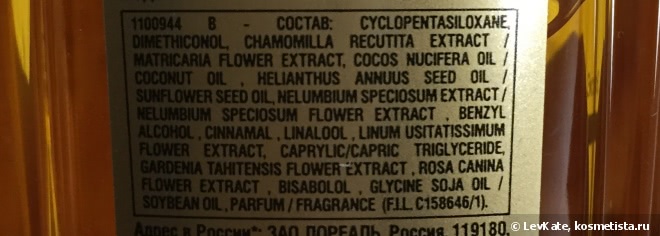 1100944 B - СОСТАВ: CYCLOPENTASILOXANE,
DIMETHICONOL, CHAMOMILLA RECUTITA EXTRACT /
MATRICARIA FLOWER EXTRACT, COCOS NUCIFERA OIL /
COCONUT OIL , HELIANTHUS ANNUUS SEED OIL /
SUNFLOWER SEED OIL, NELUMBIUM SPECIOSUM EXTRACT /
NELUMBIUM SPECIOSUM FLOWER EXTRACT , BENZYL
ALCOHOL , CINNAMAL , LINALOOL , LINUM USITATISSIMUM
FLOWER EXTRACT, CAPRYLIC/CAPRIC TRIGLYCERIDE,
GARDENIA TAHITENSIS FLOWER EXTRACT , ROSA CANINA
FLOWER EXTRACT , BISABOLOL , GLYCINE SOJA OIL /
SOYBEAN OIL , PARFUM / FRAGRANCE (F.I.L. C158646/1).
Адрес в России*: ЗАО ЛОРЕАЛЬ, Россия, 119180,
© LevKate, kosmetista.ru